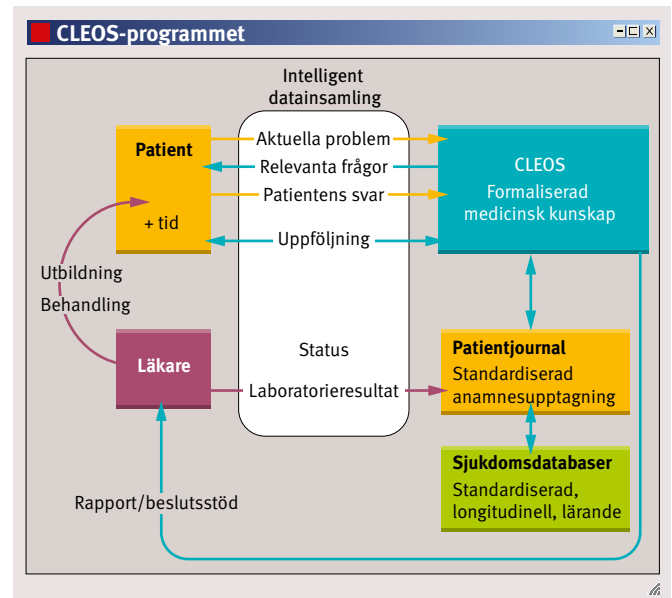 CLEOS-programmet
Intelligent
datainsamling
Patient
+ tid
Aktuella problem
Relevanta frågor
Patientens svar
Uppföljning
CLEOS
Formaliserad
medicinsk kunskap
Utbildning
Behandling
Läkare
Status
Laboratorieresultat
Patientjournal
Standardiserad
anamnesupptagning
Sjukdomsdatabaser
Standardiserad,
longitudinell, lärande
Rapport/beslutsstöd